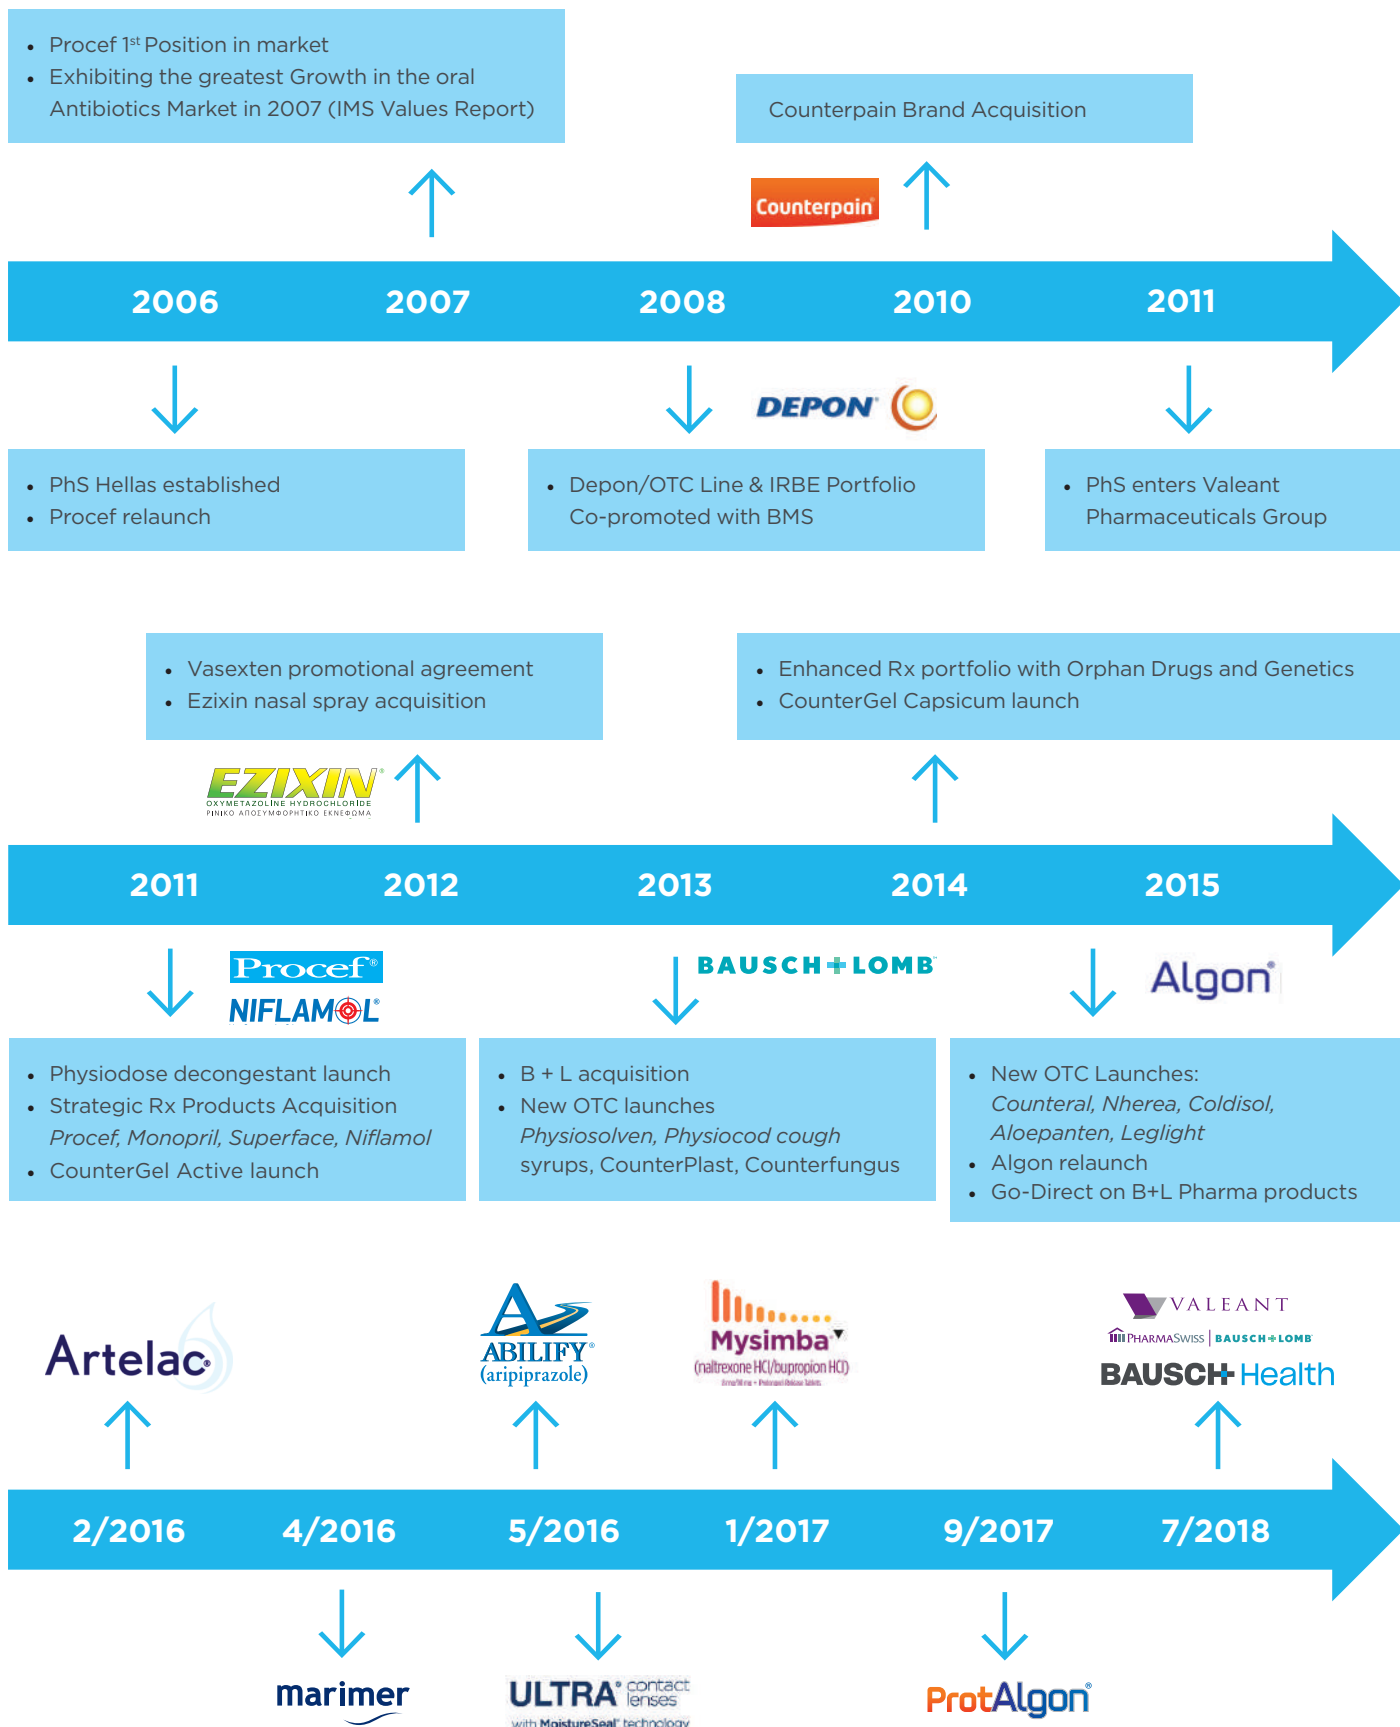 • Procef 1st Position in market
• Exhibiting the greatest Growth in the oral
Antibiotics Market in 2007 (IMS Values Report)
Counterpain Brand Acquisition
Counterpain®
2006 2007 2008 2010 2011
DEPON®
• PhS Hellas established
• Procef relaunch
• Depon/OTC Line & IRBE Portfolio
Co-promoted with BMS
• PhS enters Valeant
Pharmaceuticals Group
• Vasexten promotional agreement
• Ezixin nasal spray acquisition
• Enhanced Rx portfolio with Orphan Drugs and Genetics
• CounterGel Capsicum launch
EZIXIN®
OXYMETAZOLINE HYDROCHLORIDE
ΡΙΝΙΚΟ ΑΠΟΣΥΜΦΟΡΗΤΙΚΟ ΕΚΝΕΦΩΜΑ
2011 2012 2013 2014 2015
Procef®
NIFLAMOL®
BAUSCH+LOMB
Algon®
• Physiodose decongestant launch
• Strategic Rx Products Acquisition
Procef, Monopril, Superface, Niflamol
• CounterGel Active launch
• B + L acquisition
• New OTC launches
Physiosolven, Physiocod cough
syrups, CounterPlast, Counterfungus
• New OTC Launches:
Counteral, Nherea, Coldisol,
Aloepanten, Leglight
• Algon relaunch
• Go-Direct on B+L Pharma products
Artelac®
ABILIFY®
(aripiprazole)
Mysimba▼
(naltrexone HCl/bupropion HCl)
VALEANT
PHARMASWISS | BAUSCH+LOMB
BAUSCH+Health
2/2016 4/2016 5/2016 1/2017 9/2017 7/2018
marimer
ULTRA® contact
lenses
with MoistureSeal® technology
ProtAlgon®